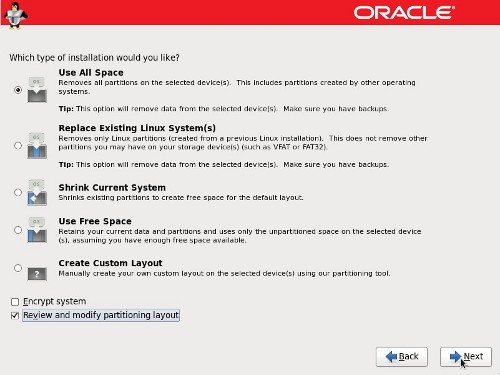 ORACLE
Which type of installation would you like?
Use All Space
Removes all partitions on the selected device(s). This includes partitions created by other operating
systems.
Tip: This option will remove data from the selected device(s). Make sure you have backups.
Replace Existing Linux System(s)
Removes only Linux partitions (created from a previous Linux installation). This does not remove other
partitions you may have on your storage device(s) (such as VFAT or FAT32).
Tip: This option will remove data from the selected device(s). Make sure you have backups.
Shrink Current System
Shrinks existing partitions to create free space for the default layout.
Use Free Space
Retains your current data and partitions and uses only the unpartitioned space on the selected device
(s), assuming you have enough free space available.
Create Custom Layout
? Manually create your own custom layout on the selected device(s) using our partitioning tool.
Encrypt system
Review and modify partitioning layout
Back Next